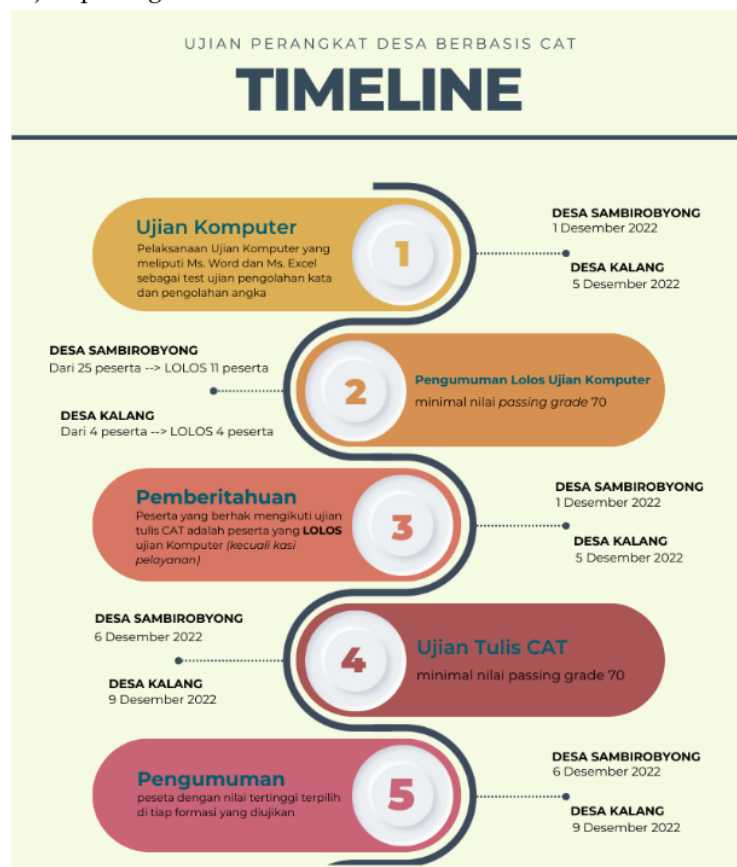 UJIAN PERANGKAT DESA BERBASIS CAT
TIMELINE
Ujian Komputer
Pelaksanaan Ujian Komputer yang
meliputi Ms. Word dan Ms. Excel
sebagai test ujian pengolahan kata
dan pengolahan angka
1
DESA SAMBIROBYONG
1 Desember 2022
DESA KALANG
5 Desember 2022
DESA SAMBIROBYONG
Dari 25 peserta --> LOLOS 11 peserta
DESA KALANG
Dari 4 peserta --> LOLOS 4 peserta
2
Pengumuman Lolos Ujian Komputer
minimal nilai passing grade 70
Pemberitahuan
Peserta yang berhak mengikuti ujian
tulis CAT adalah peserta yang LOLOS
ujian Komputer (kecuali kasi
pelayanan)
3
DESA SAMBIROBYONG
1 Desember 2022
DESA KALANG
5 Desember 2022
DESA SAMBIROBYONG
6 Desember 2022
DESA KALANG
9 Desember 2022
4
Ujian Tulis CAT
minimal nilai passing grade 70
Pengumuman
peseta dengan nilai tertinggi terpilih
di tiap formasi yang diujikan
5
DESA SAMBIROBYONG
6 Desember 2022
DESA KALANG
9 Desember 2022